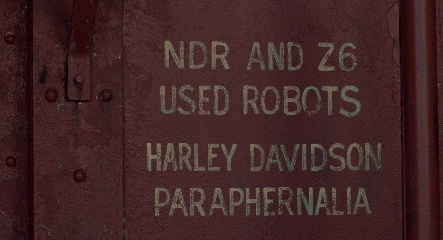 NDR AND Z6
USED ROBOTS
HARLEY DAVIDSON
PARAPHERNALIA